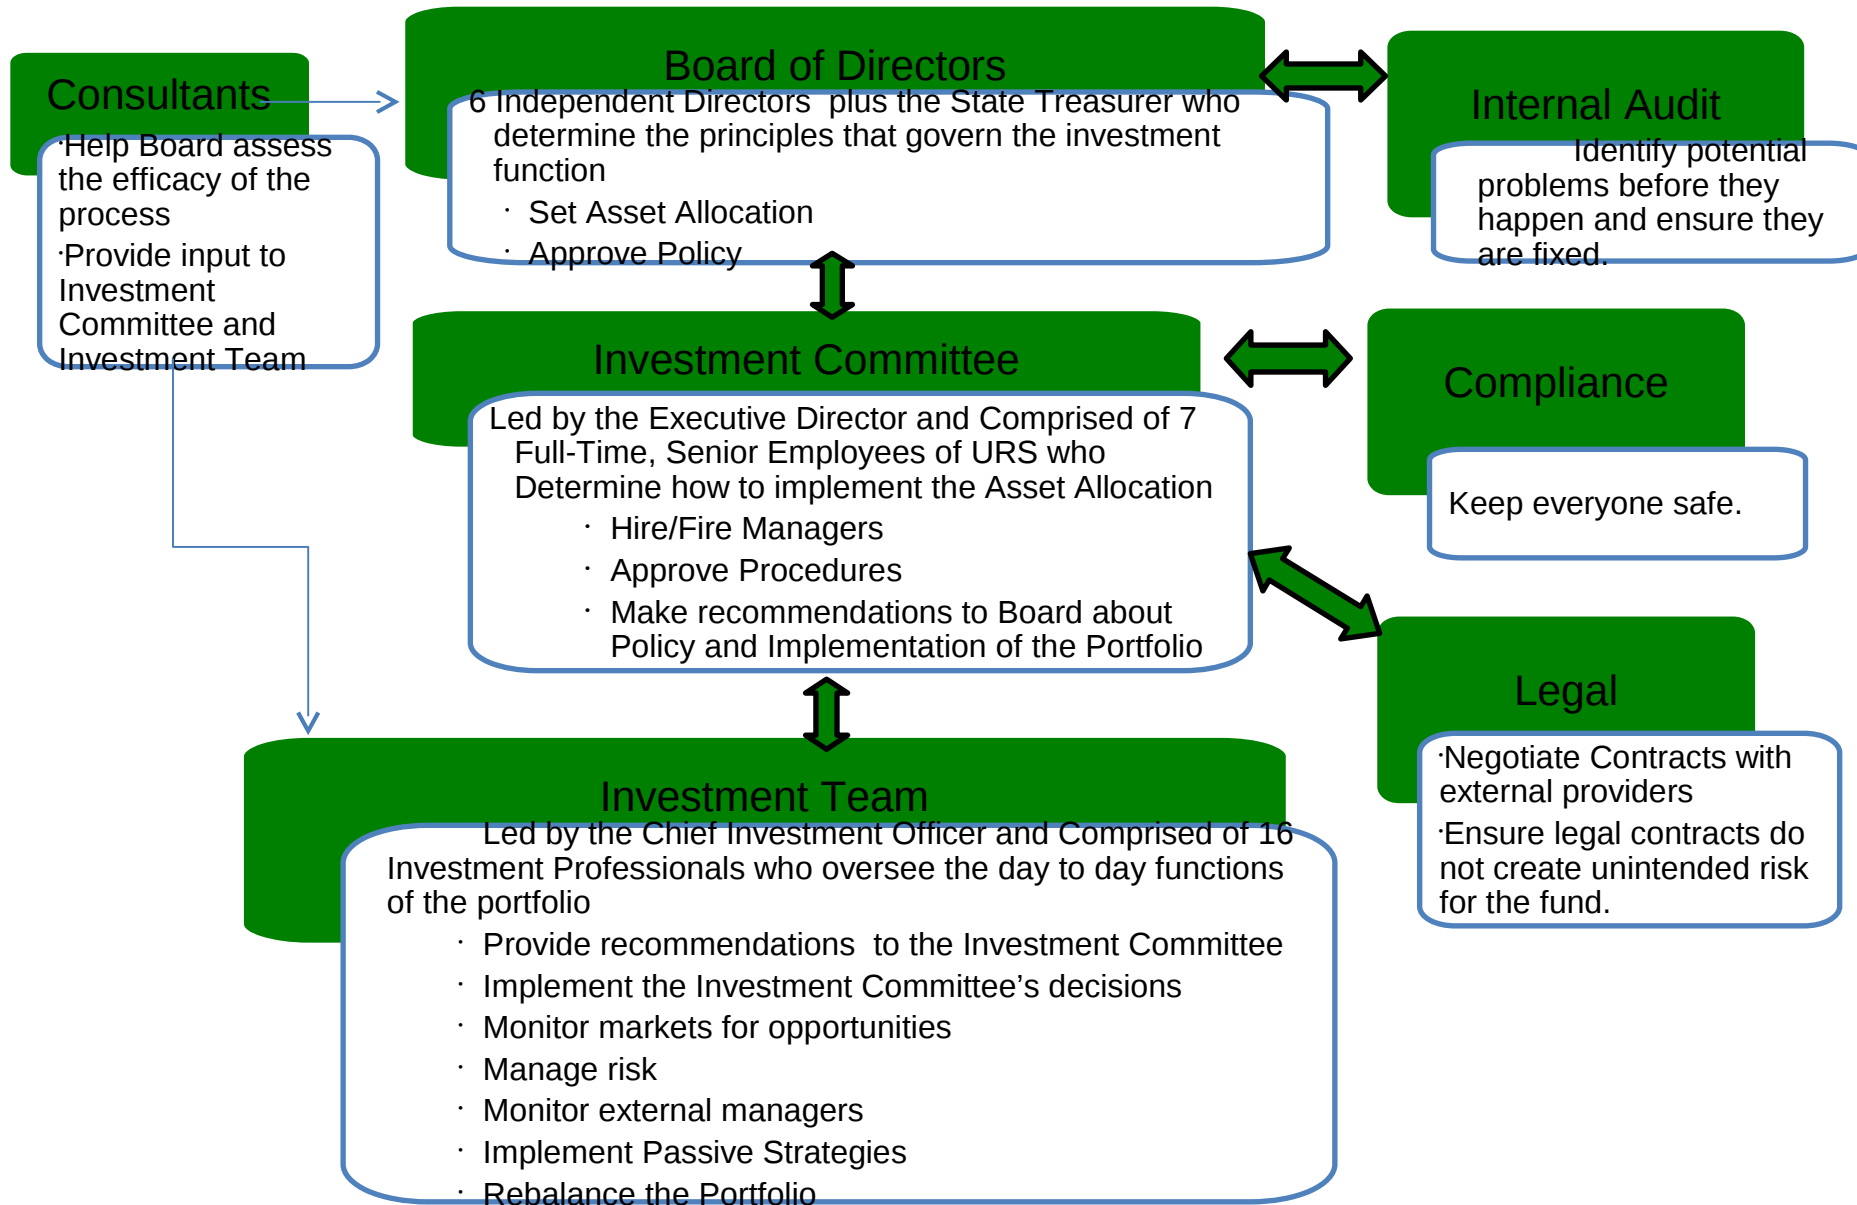 Consultants
·Help Board assess
the efficacy of the
process
·Provide input to
Investment
Committee and
Investment Team
Board of Directors
6 Independent Directors  plus the State Treasurer who
determine the principles that govern the investment
function
· Set Asset Allocation
· Approve Policy
Internal Audit
Identify potential
problems before they
happen and ensure they
are fixed.
Investment Committee
Led by the Executive Director and Comprised of 7
Full-Time, Senior Employees of URS who
Determine how to implement the Asset Allocation
· Hire/Fire Managers
· Approve Procedures
· Make recommendations to Board about
Policy and Implementation of the Portfolio
Compliance
Keep everyone safe.
Legal
·Negotiate Contracts with
external providers
·Ensure legal contracts do
not create unintended risk
for the fund.
Investment Team
Led by the Chief Investment Officer and Comprised of 16
Investment Professionals who oversee the day to day functions
of the portfolio
· Provide recommendations  to the Investment Committee
· Implement the Investment Committee’s decisions
· Monitor markets for opportunities
· Manage risk
· Monitor external managers
· Implement Passive Strategies
· Rebalance the Portfolio